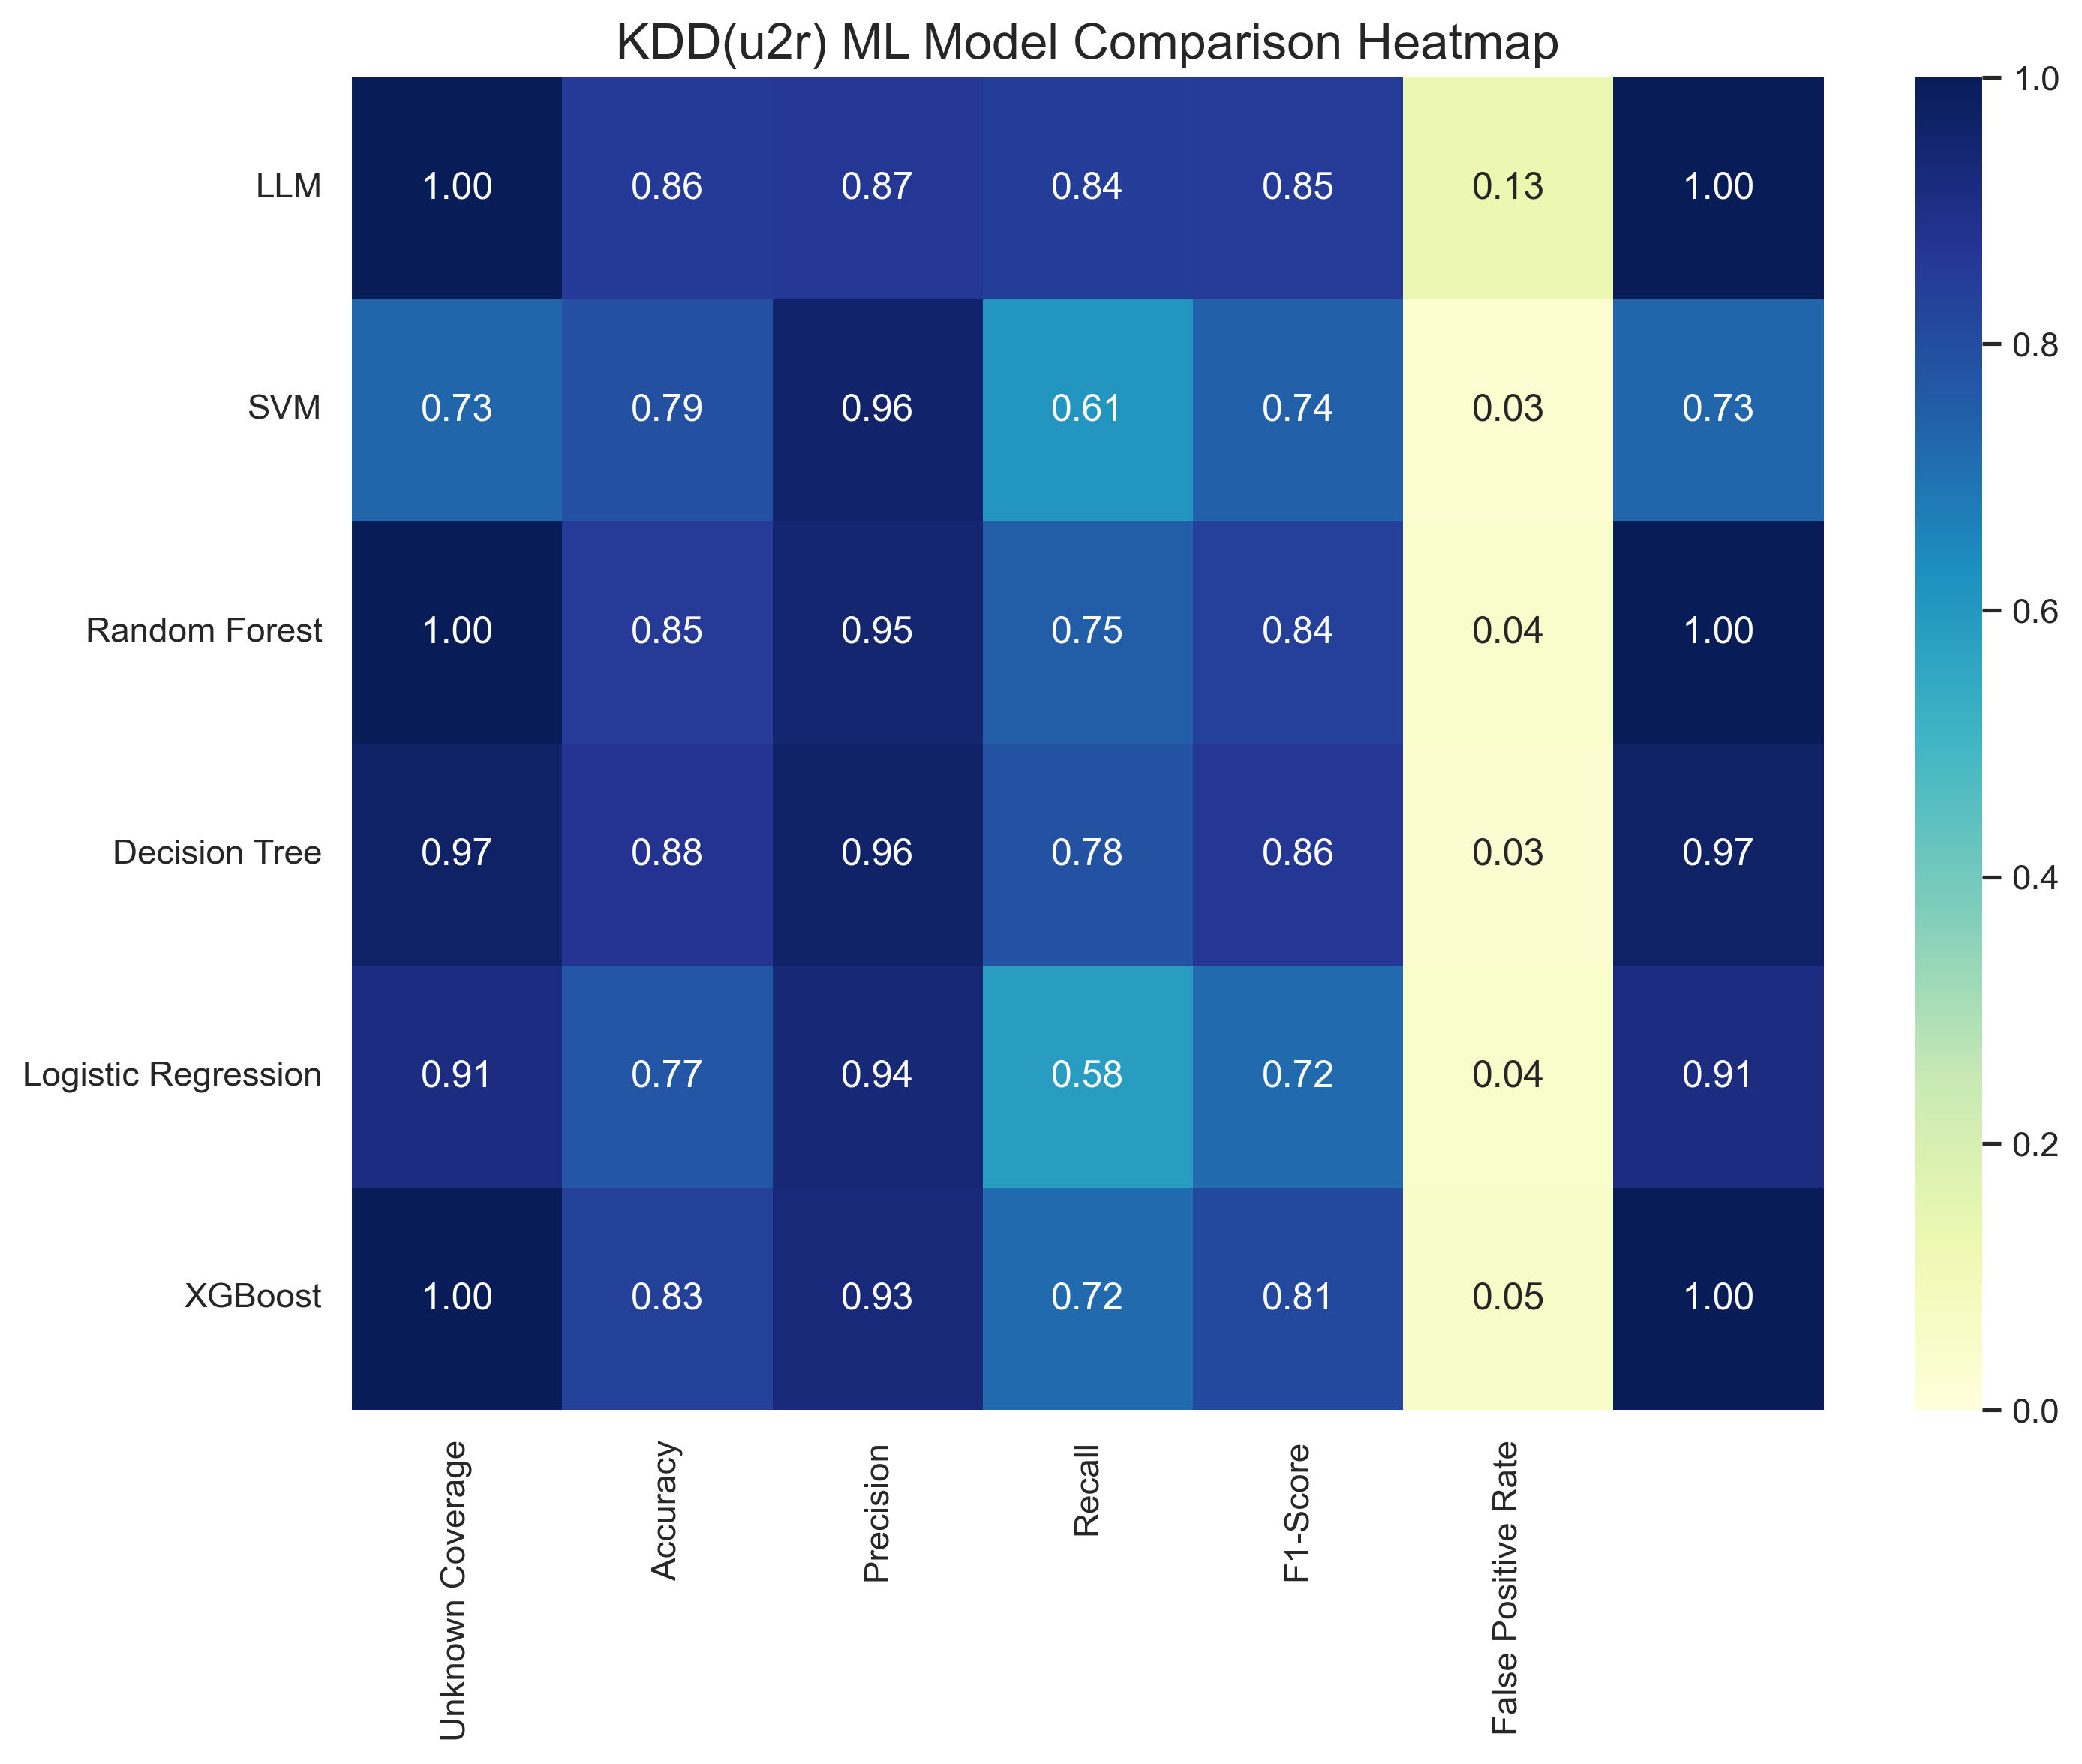 KDD(u2r) ML Model Comparison Heatmap
LLM 1.00 0.86 0.87 0.84 0.85 0.13 1.00
SVM 0.73 0.79 0.96 0.61 0.74 0.03 0.73
Random Forest 1.00 0.85 0.95 0.75 0.84 0.04 1.00
Decision Tree 0.97 0.88 0.96 0.78 0.86 0.03 0.97
Logistic Regression 0.91 0.77 0.94 0.58 0.72 0.04 0.91
XGBoost 1.00 0.83 0.93 0.72 0.81 0.05 1.00
Unknown Coverage
Accuracy
Precision
Recall
F1-Score
False Positive Rate
1.0
0.8
0.6
0.4
0.2
0.0